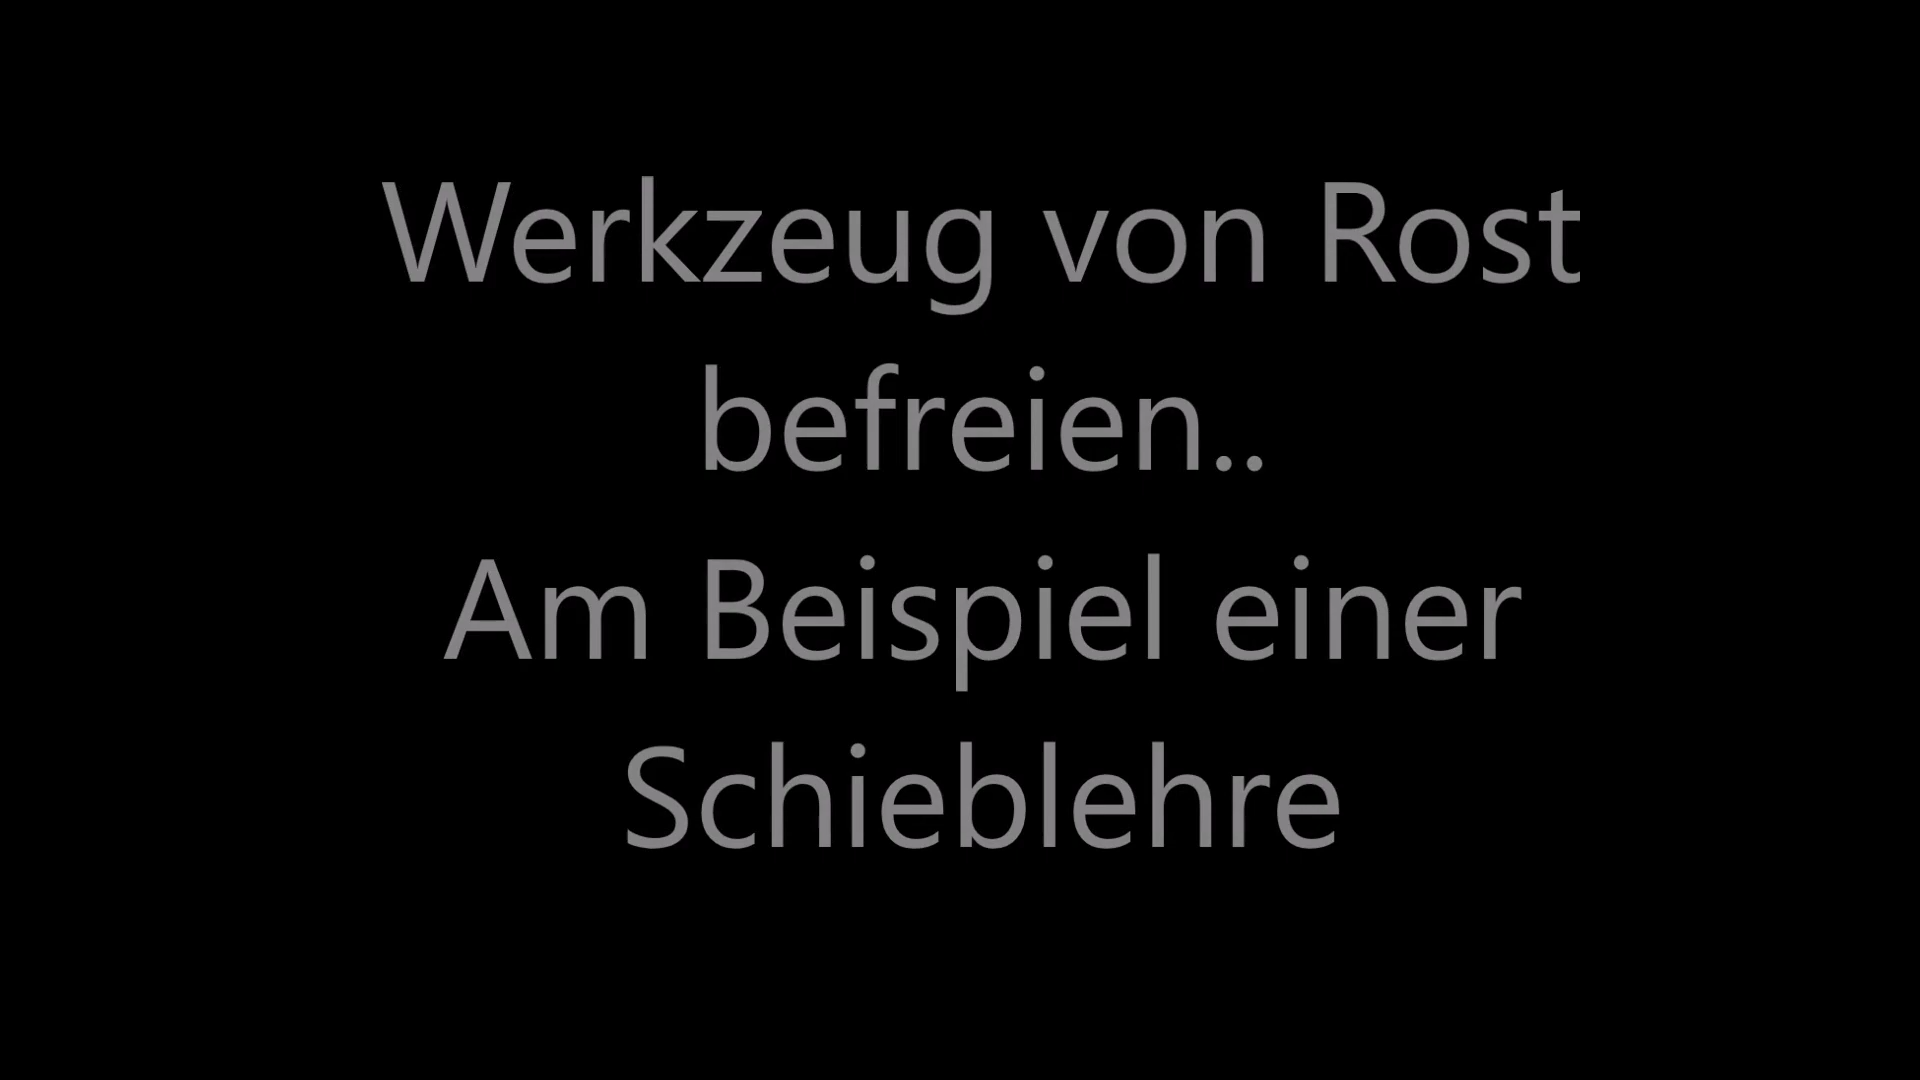 Werkzeug von Rost
befreien..
Am Beispiel einer
Schieblehre